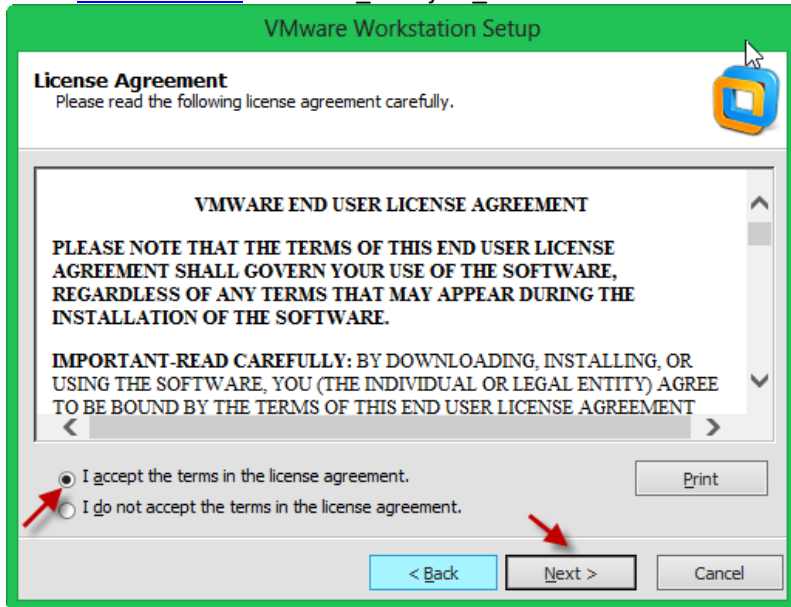 VMware Workstation Setup
License Agreement
Please read the following license agreement carefully.
VMWARE END USER LICENSE AGREEMENT
PLEASE NOTE THAT THE TERMS OF THIS END USER LICENSE
AGREEMENT SHALL GOVERN YOUR USE OF THE SOFTWARE,
REGARDLESS OF ANY TERMS THAT MAY APPEAR DURING THE
INSTALLATION OF THE SOFTWARE.
IMPORTANT-READ CAREFULLY: BY DOWNLOADING, INSTALLING, OR
USING THE SOFTWARE, YOU (THE INDIVIDUAL OR LEGAL ENTITY) AGREE
TO BE BOUND BY THE TERMS OF THIS END USER LICENSE AGREEMENT
I accept the terms in the license agreement.
Print
I do not accept the terms in the license agreement.
< Back
Next >
Cancel